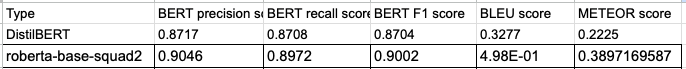 Type BERT precision sc BERT recall score BERT F1 score BLEU score METEOR score
DistilBERT 0.8717 0.8708 0.8704 0.3277 0.2225
roberta-base-squad2 0.9046 0.8972 0.9002 4.98E-01 0.3897169587